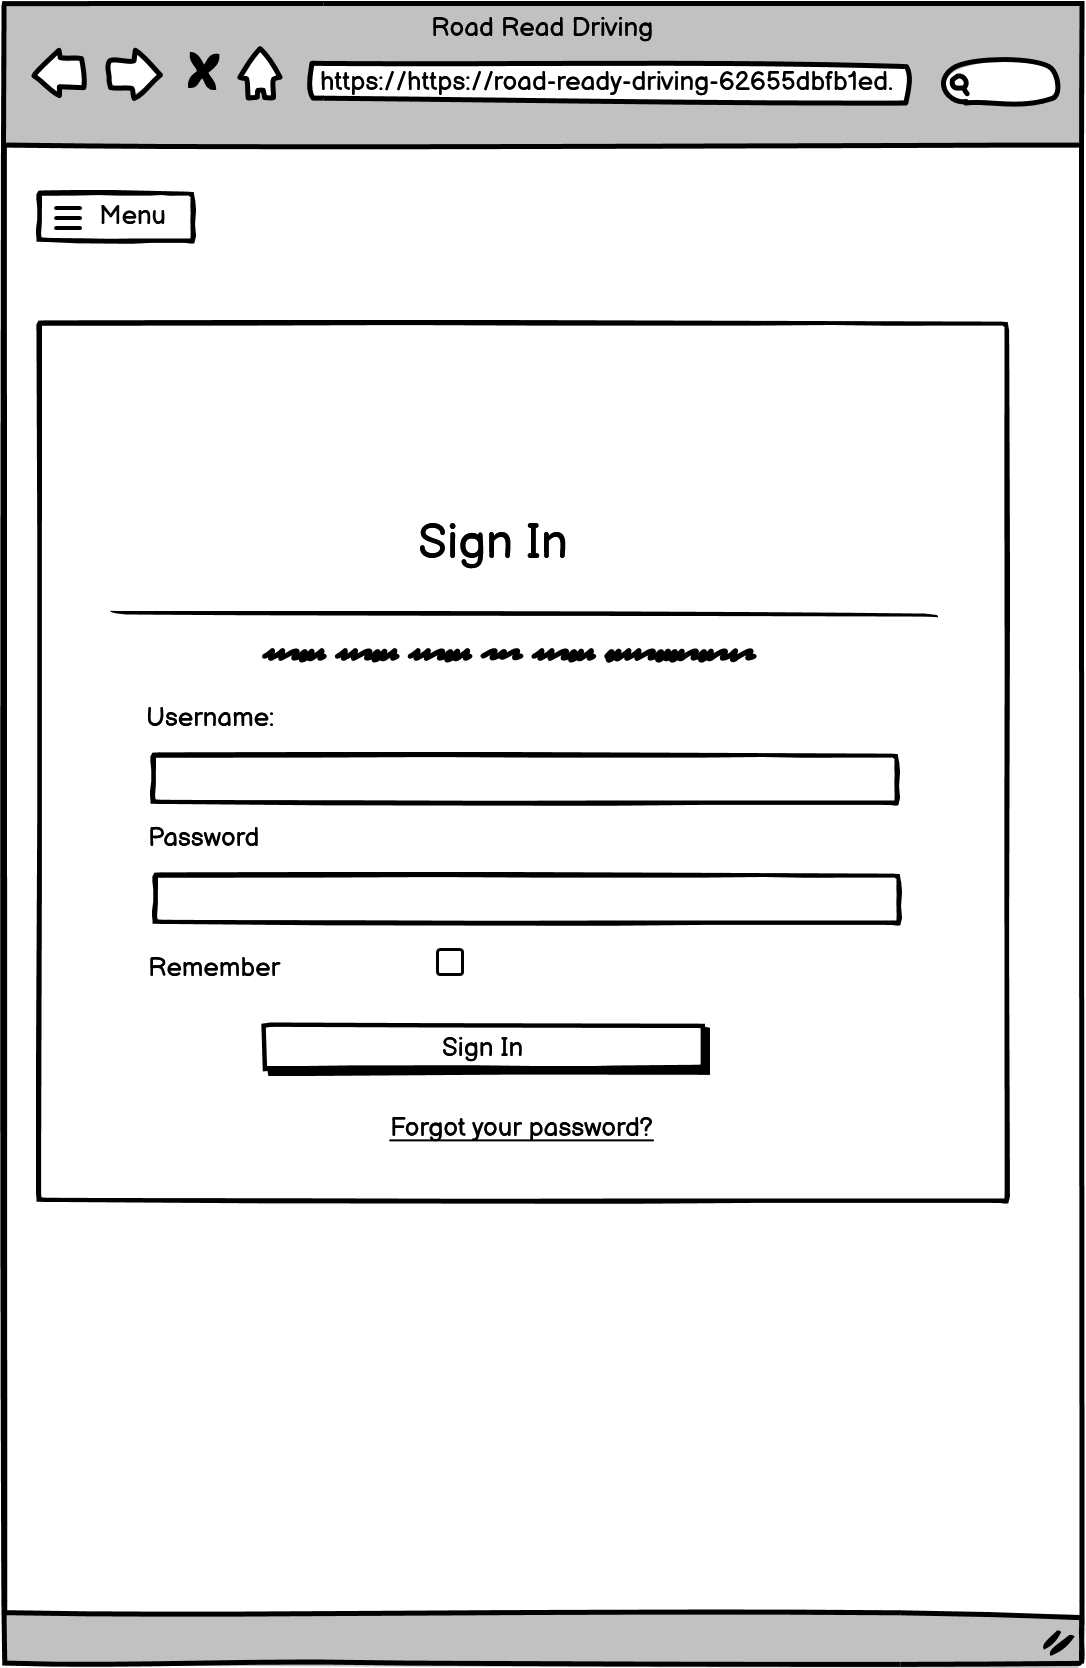 Road Read Driving
https://https://road-ready-driving-62655dbfb1ed.
Menu
Sign In
Username:
Password
Remember
Sign In
Forgot your password?